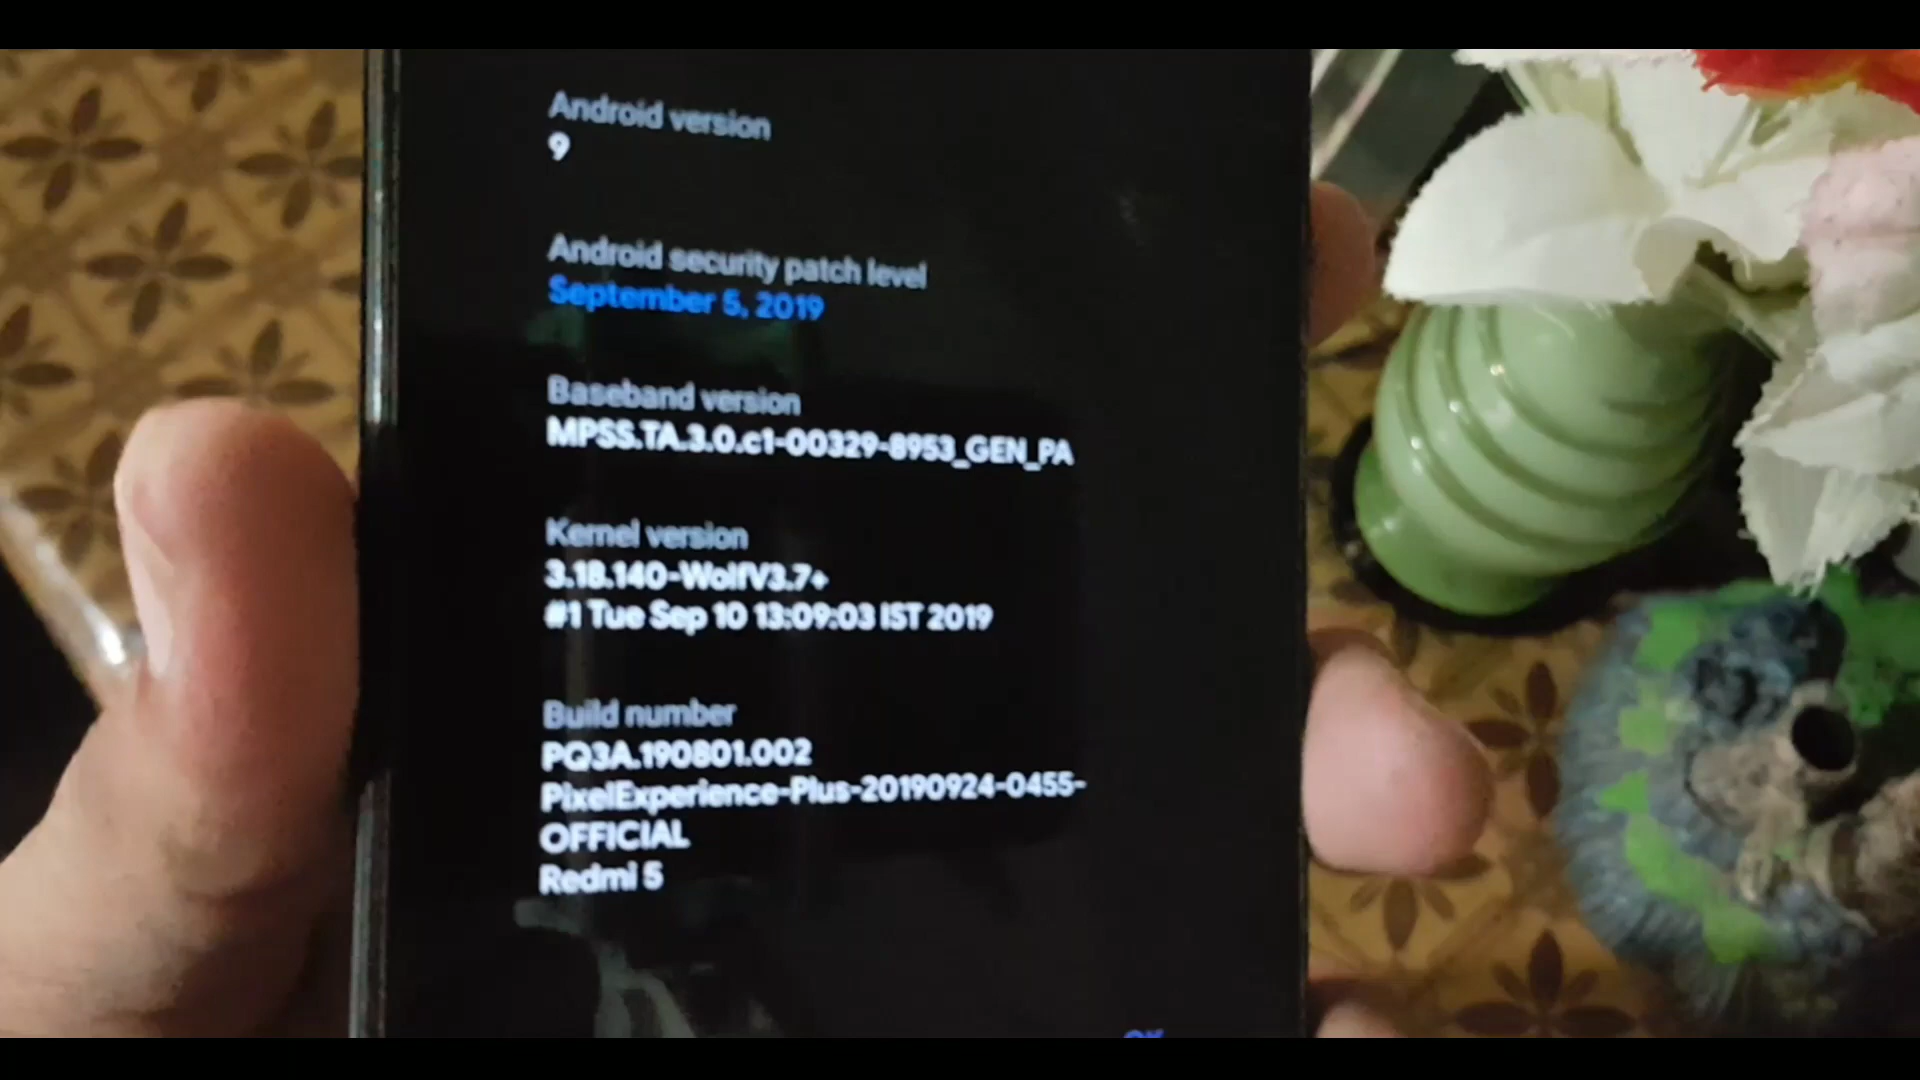 Android version
9
Android security patch level
September 5, 2019
Baseband version
MPSS.TA.3.0.c1-00329-8953_GEN_PA
Kernel version
3.18.140-WolfV3.7+
#1 Tue Sep 10 13:09:03 IST 2019
Build number
PQ3A.190801.002
PixelExperience-Plus-20190924-0455-
OFFICIAL
Redmi 5
OK